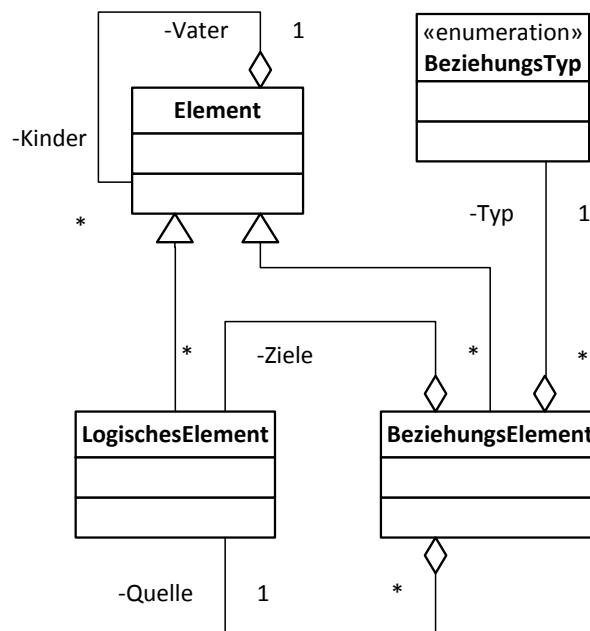 -Vater 1
«enumeration»
BeziehungsTyp
Element
-Kinder
*
-Typ 1
* -Ziele * *
LogischesElement
BeziehungsElement
-Quelle 1 *